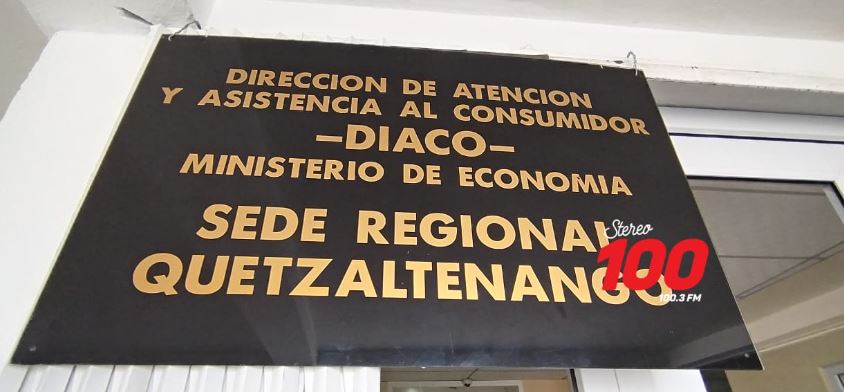 DIRECCION DE ATENCION
Y ASISTENCIA AL CONSUMIDOR
–DIACO–
MINISTERIO DE ECONOMIA
SEDE REGIONAL
QUETZALTENANGO
Stereo
100
100.3 FM